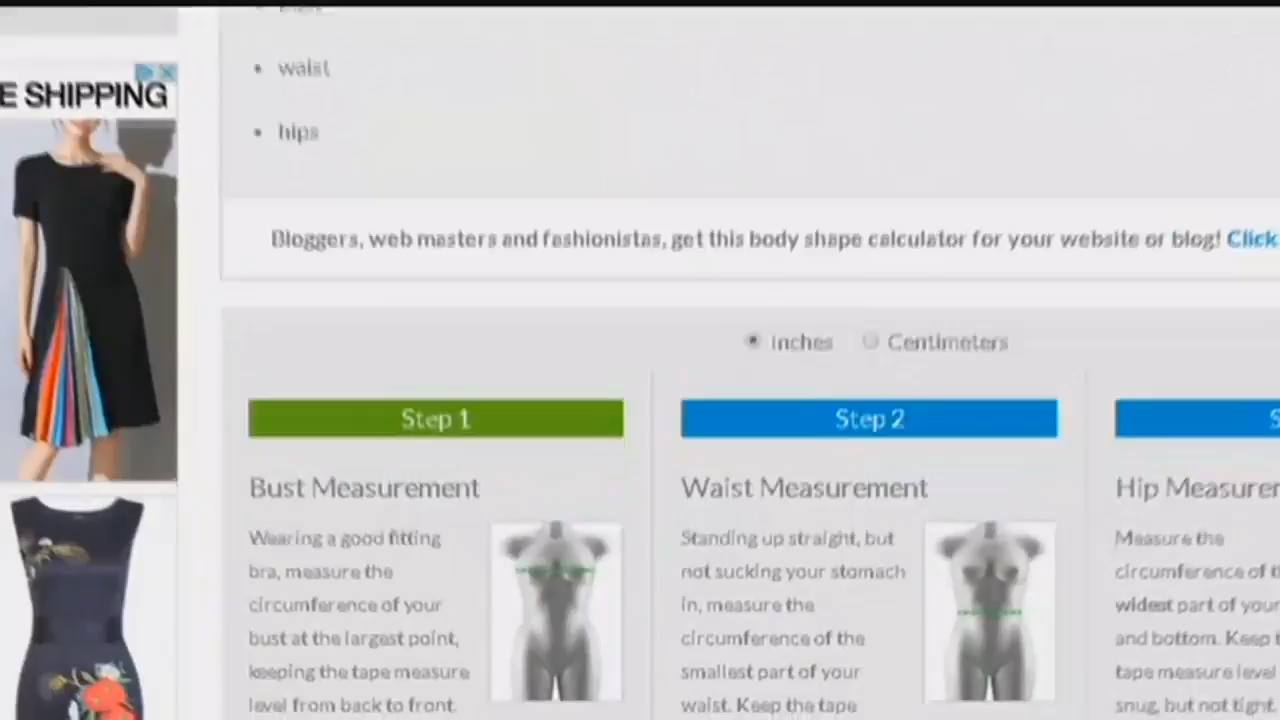 E SHIPPING
waist
hips
Bloggers, web masters and fashionistas, get this body shape calculator for your website or blog! Click
Inches Centimeters
Step 1
Bust Measurement
Wearing a good fitting
bra, measure the
circumference of your
bust at the largest point,
keeping the tape measure
level from back to front.
Step 2
Waist Measurement
Standing up straight, but
not sucking your stomach
in, measure the
circumference of the
smallest part of your
waist. Keep the tape
Hip Measurem
Measure the
circumference of t
widest part of your
and bottom. Keep t
tape measure level
snug, but not tight.